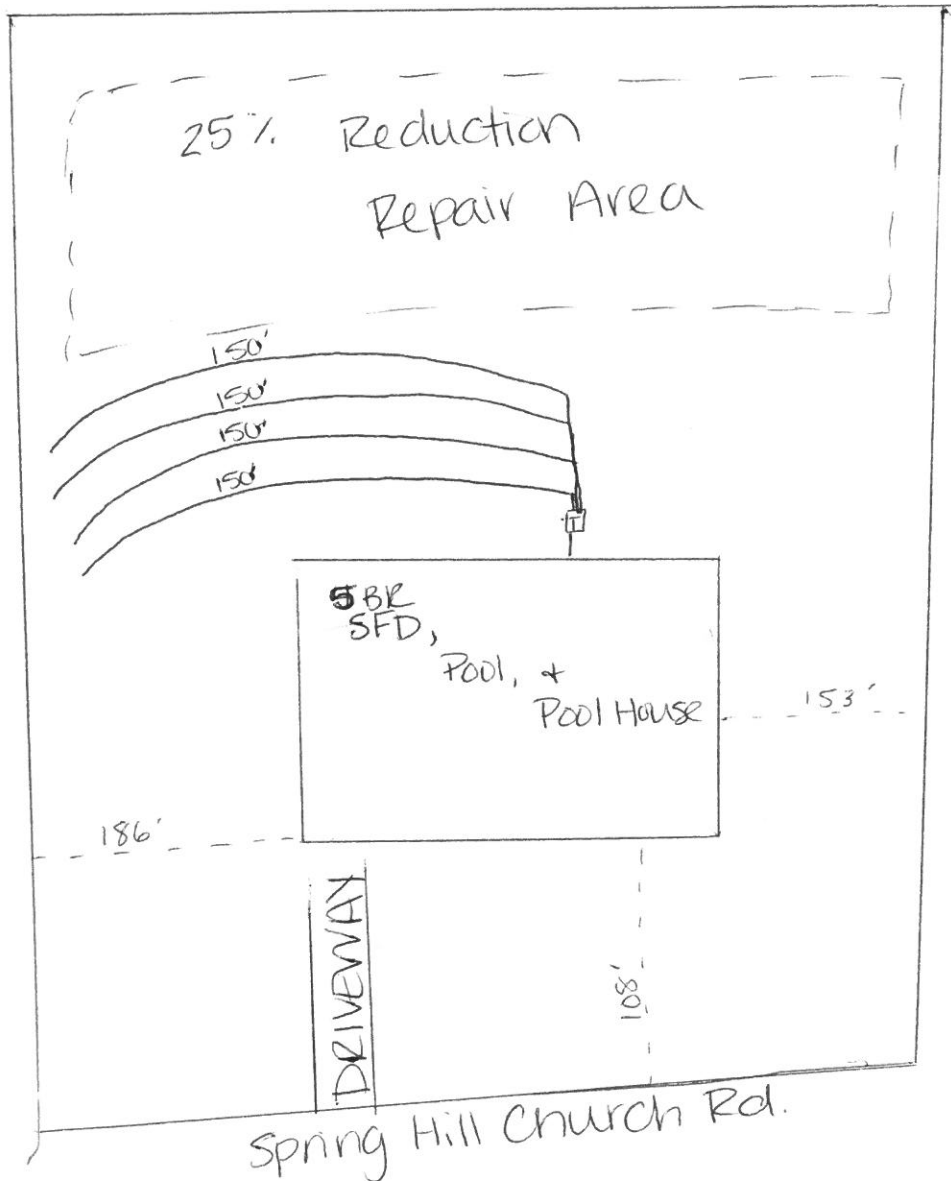 25% Reduction
Repair Area
150'
150'
150'
150'
T
5 BR
SFD,
Pool, +
Pool House
153'
186'
DRIVEWAY
108'
Spring Hill Church Rd.